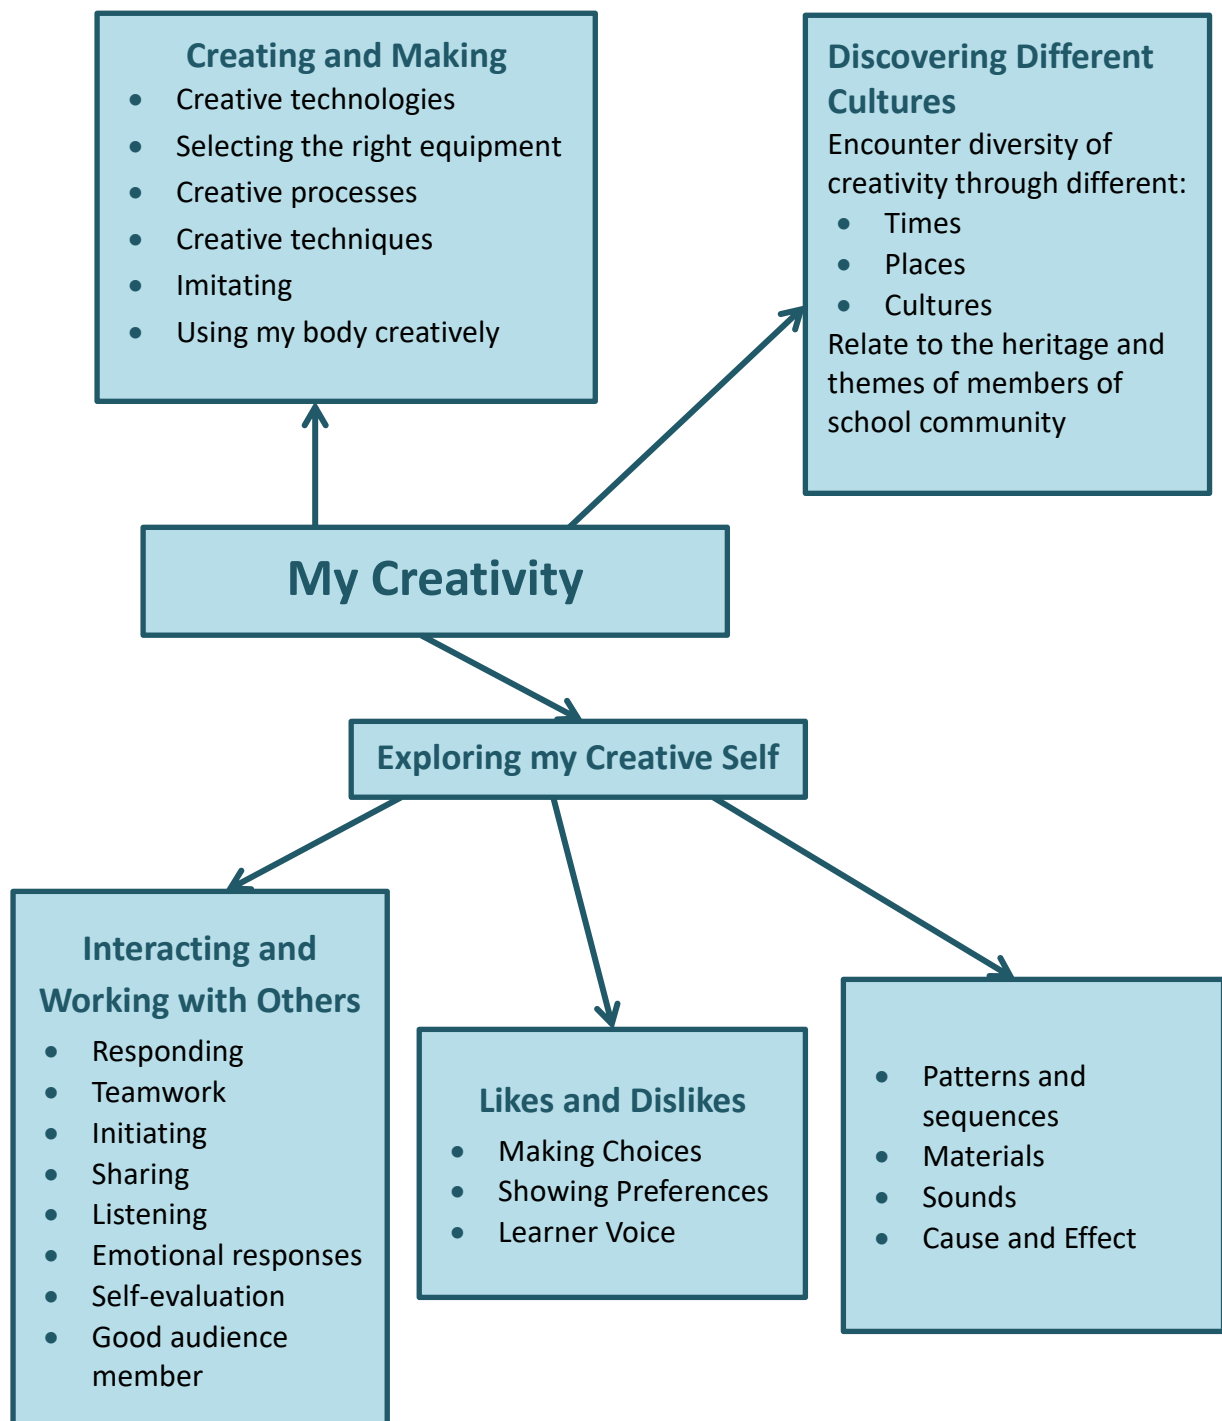 Creating and Making
• Creative technologies
• Selecting the right equipment
• Creative processes
• Creative techniques
• Imitating
• Using my body creatively
Discovering Different
Cultures
Encounter diversity of
creativity through different:
• Times
• Places
• Cultures
Relate to the heritage and
themes of members of
school community
My Creativity
Exploring my Creative Self
Interacting and
Working with Others
• Responding
• Teamwork
• Initiating
• Sharing
• Listening
• Emotional responses
• Self-evaluation
• Good audience
member
Likes and Dislikes
• Making Choices
• Showing Preferences
• Learner Voice
• Patterns and
sequences
• Materials
• Sounds
• Cause and Effect